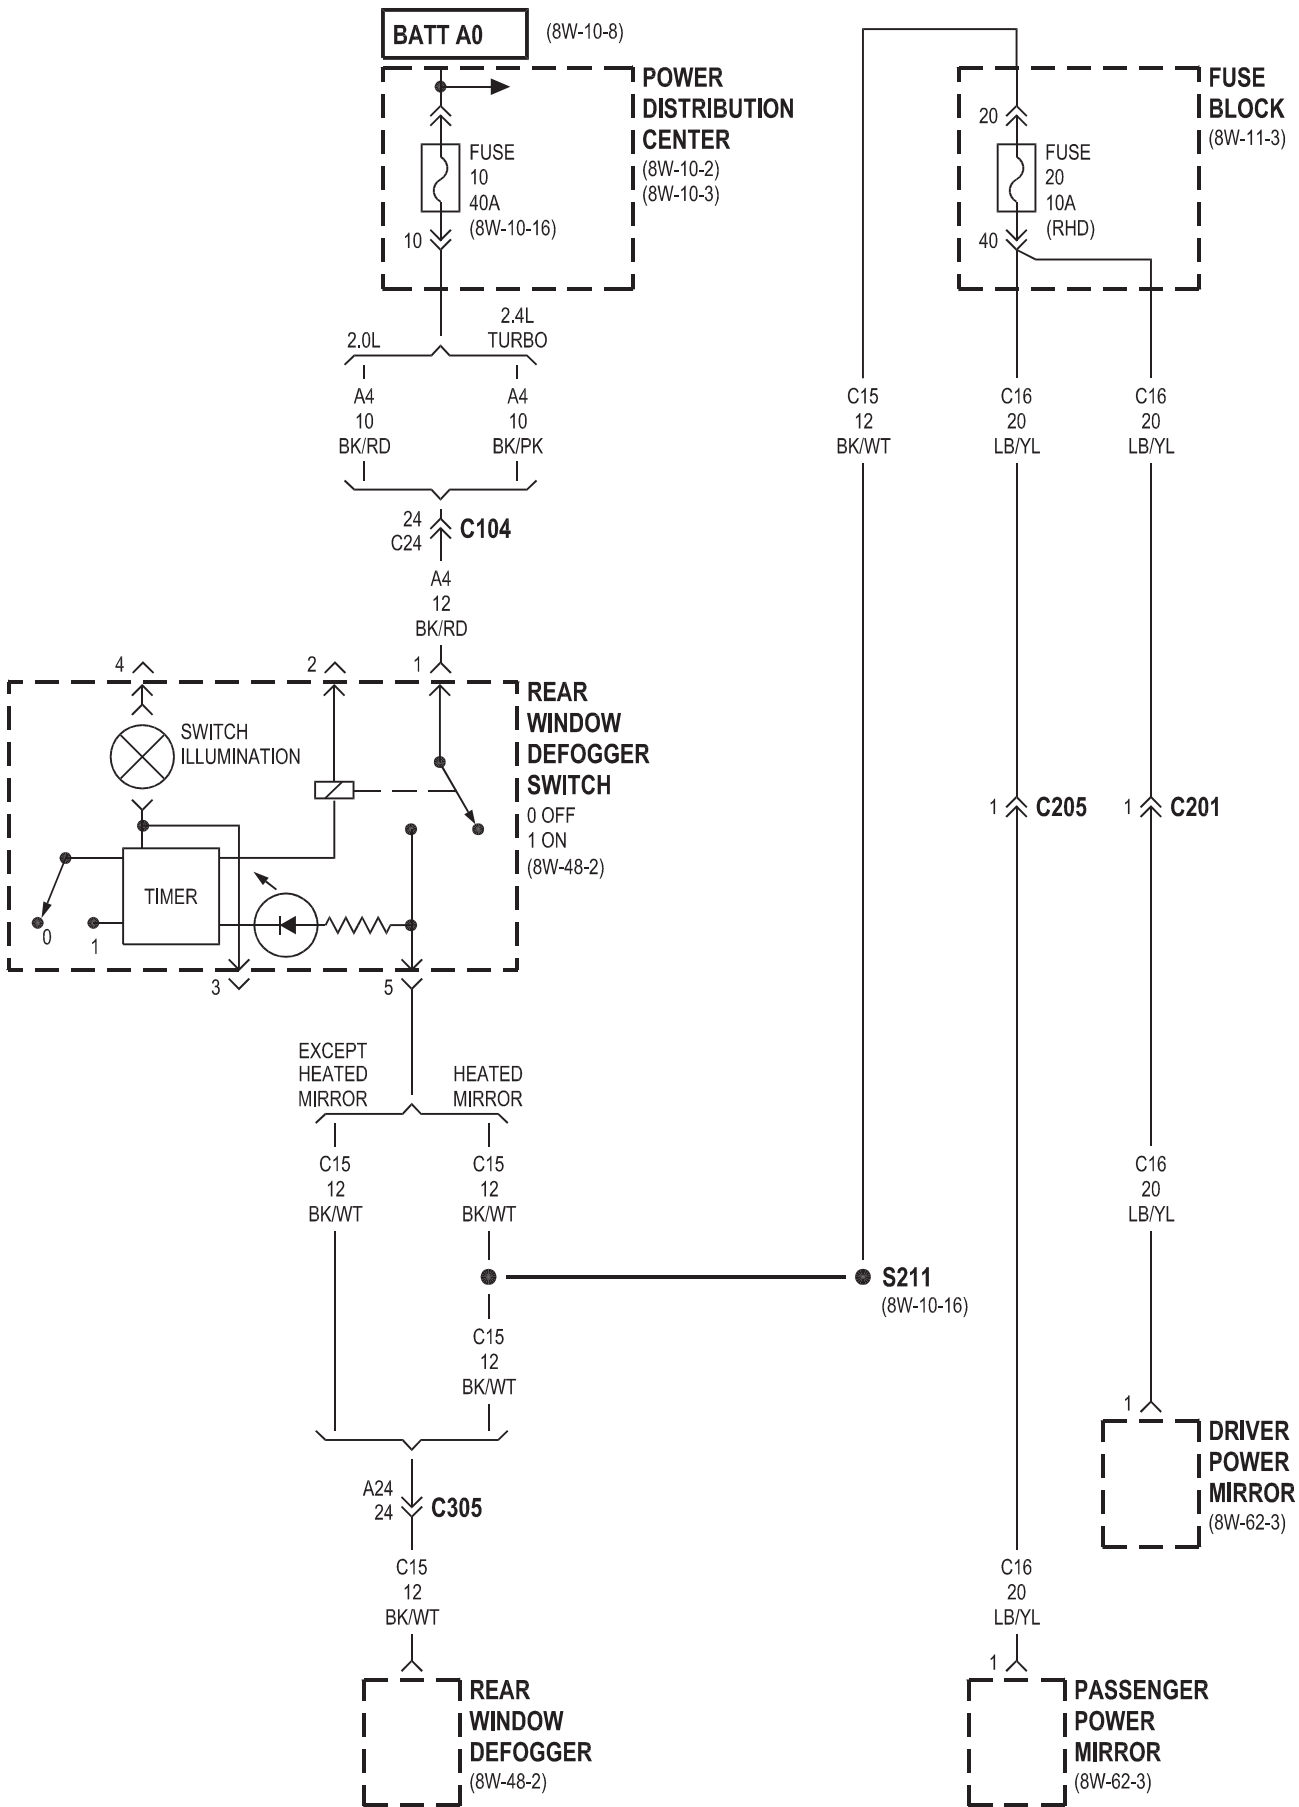 BATT A0
(8W-10-8)
POWER
DISTRIBUTION
CENTER
(8W-10-2)
(8W-10-3)
FUSE
10
40A
(8W-10-16)
10
FUSE
BLOCK
(8W-11-3)
20
FUSE
20
10A
(RHD)
40
2.0L
2.4L
TURBO
A4
10
BK/RD
A4
10
BK/PK
C15
12
BK/WT
C16
20
LB/YL
C16
20
LB/YL
24
C24
C104
A4
12
BK/RD
4
2
1
REAR
WINDOW
DEFOGGER
SWITCH
0 OFF
1 ON
(8W-48-2)
SWITCH
ILLUMINATION
TIMER
0
1
3
5
1
C205
1
C201
EXCEPT
HEATED
MIRROR
HEATED
MIRROR
C15
12
BK/WT
C15
12
BK/WT
C16
20
LB/YL
S211
(8W-10-16)
C15
12
BK/WT
1
DRIVER
POWER
MIRROR
(8W-62-3)
A24
24
C305
C15
12
BK/WT
C16
20
LB/YL
1
REAR
WINDOW
DEFOGGER
(8W-48-2)
PASSENGER
POWER
MIRROR
(8W-62-3)